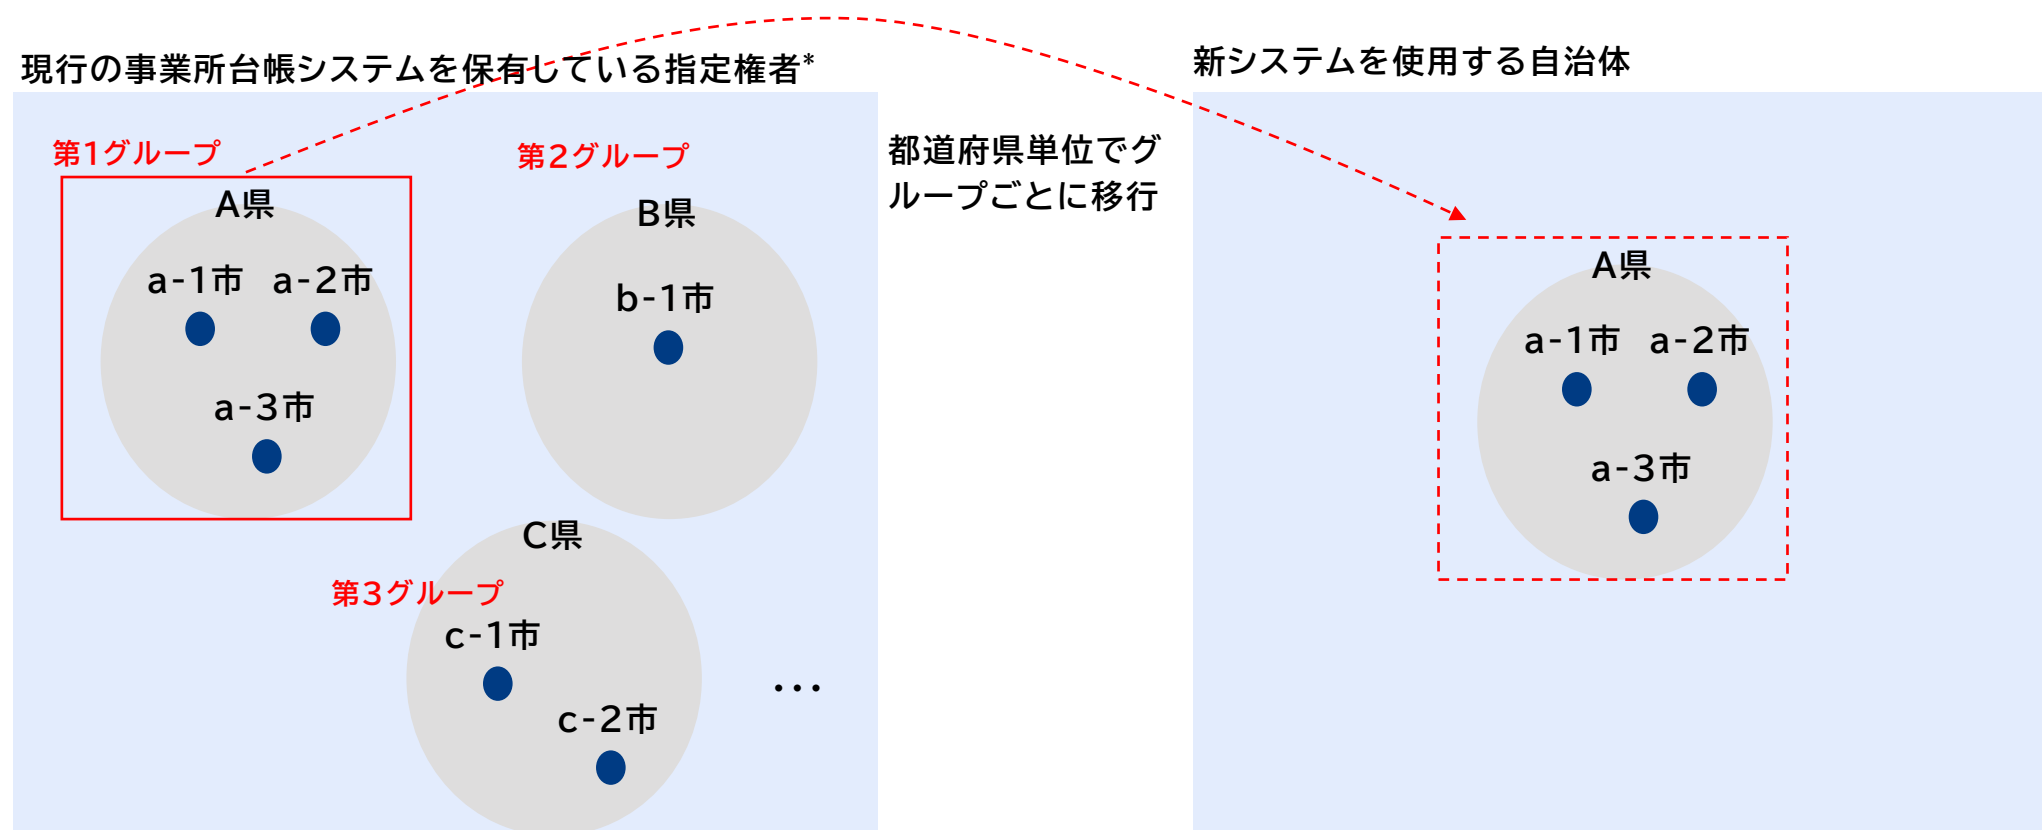 現行の事業所台帳システムを保有している指定権者*
新システムを使用する自治体
都道府県単位でグ
ループごとに移行
第1グループ
A県
a-1市 a-2市
a-3市
第2グループ
B県
b-1市
C県
第3グループ
c-1市
c-2市
...
A県
a-1市 a-2市
a-3市